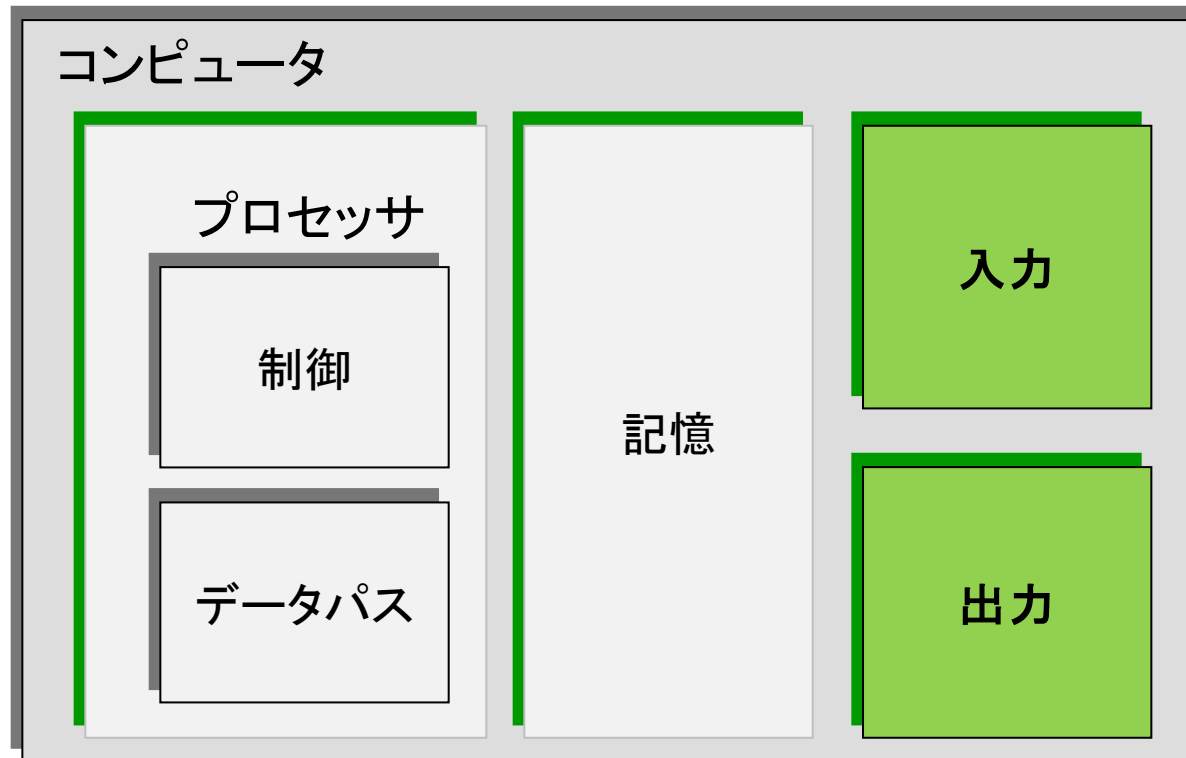 コンピュータ
プロセッサ
制御
データパス
記憶
入力
出力